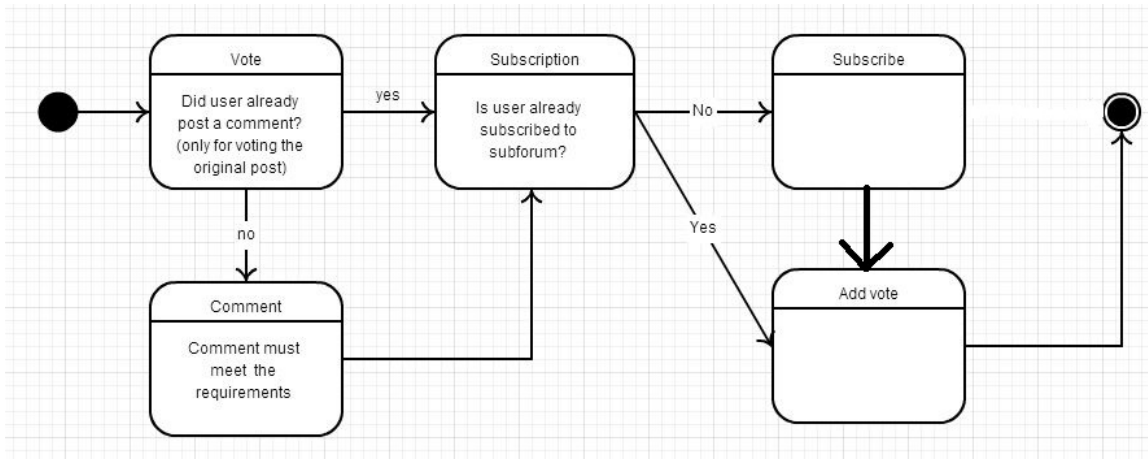 Vote
Did user already
post a comment?
(only for voting the
original post)
yes
Subscription
Is user already
subscribed to
subforum?
No
Subscribe
no
Yes
Comment
Comment must
meet the
requirements
Add vote